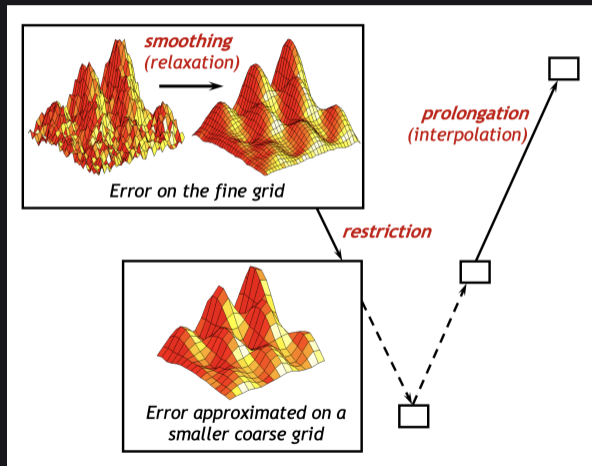 smoothing
(relaxation)
prolongation
(interpolation)
Error on the fine grid
restriction
Error approximated on a
smaller coarse grid